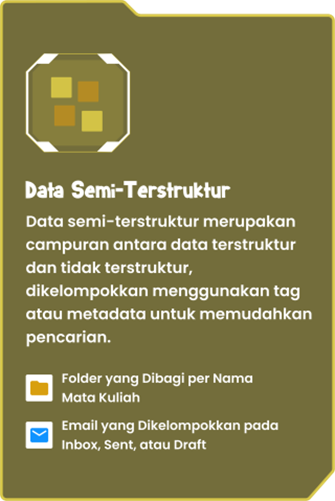 Data Semi-Terstruktur
Data semi-terstruktur merupakan
campuran antara data terstruktur
dan tidak terstruktur,
dikelompokkan menggunakan tag
atau metadata untuk memudahkan
pencarian.
Folder yang Dibagi per Nama
Mata Kuliah
Email yang Dikelompokkan pada
Inbox, Sent, atau Draft